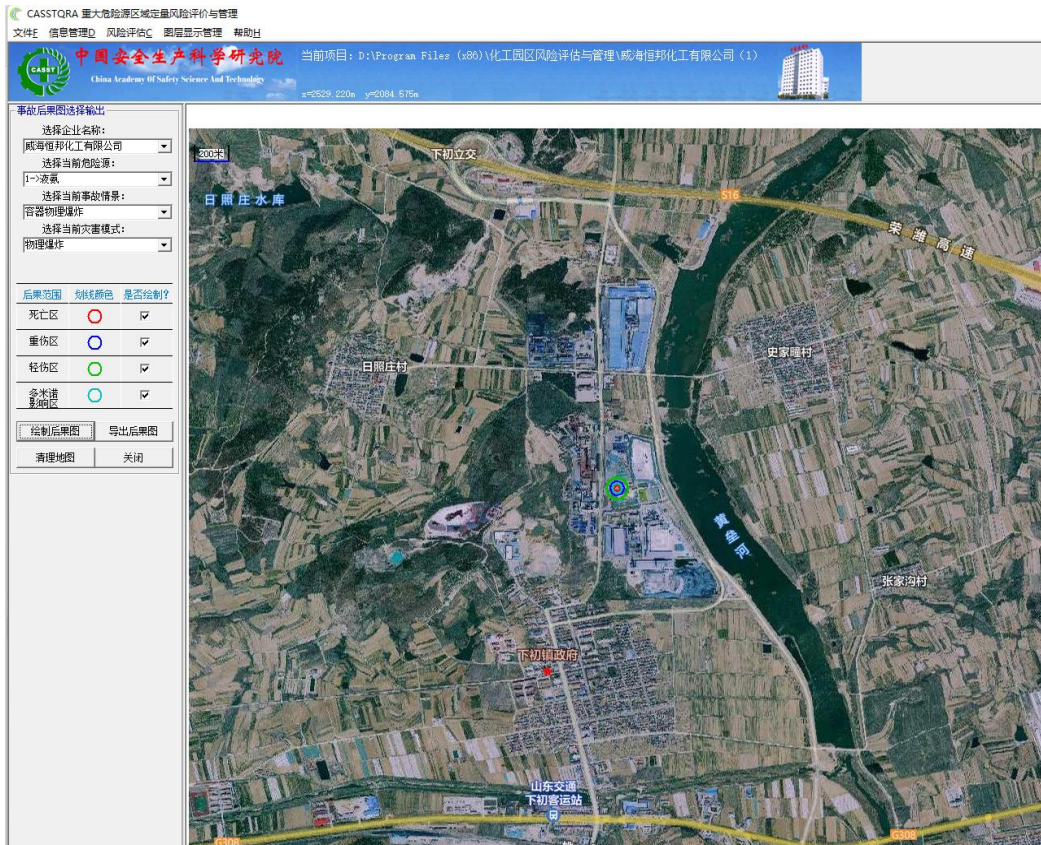 CASSTQRA 重大危险源区域定量风险评价与管理
文件F 信息管理D 风险评估C 图层显示管理 帮助H
CASST
中国安全生产科学研究院
China Academy Of Safety Science And Technology
当前项目: D:\Program Files (x86)\化工园区风险评估与管理\威海恒邦化工有限公司 (1)
x=2529.220m y=2084.575m
事故后果图选择输出
选择企业名称:
威海恒邦化工有限公司
选择当前危险源:
1->液氨
选择当前事故情景:
容器物理爆炸
选择当前灾害模式:
物理爆炸
后果范围 划线颜色 是否绘制?
死亡区
重伤区
轻伤区
多米诺
影响区
绘制后果图 导出后果图
清理地图 关闭
200米
下初立交
日照庄水库
S16
荣潍高速
日照庄村
史家疃村
黄垒河
张家沟村
下初镇政府
山东交通
下初客运站
G308
G308